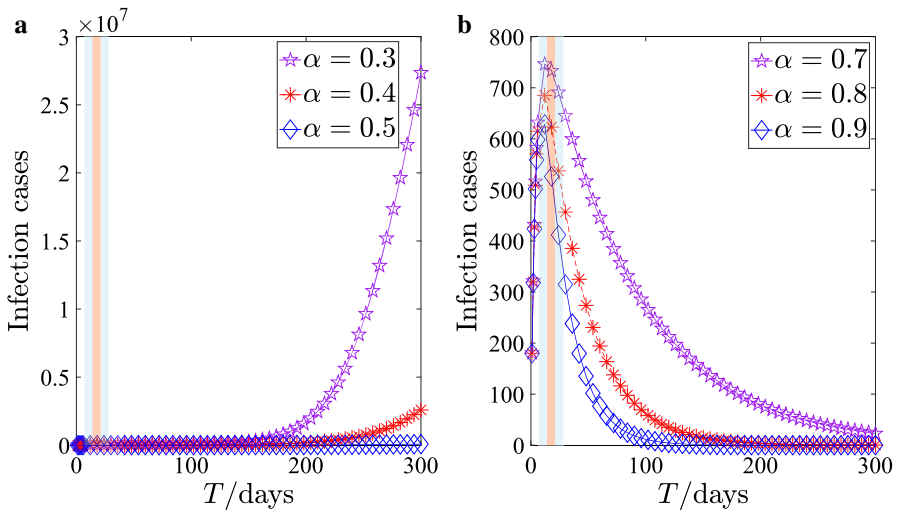 a
×10⁷
3
2.5
2
1.5
1
0.5
0
0
100
200
300
Infection cases
T/days
α = 0.3
α = 0.4
α = 0.5
b
800
700
600
500
400
300
200
100
0
0
100
200
300
Infection cases
T/days
α = 0.7
α = 0.8
α = 0.9